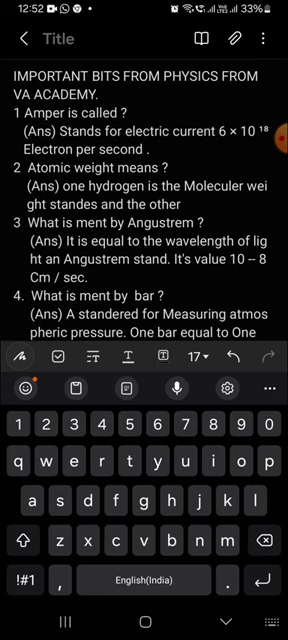 12:52
33%
Title
IMPORTANT BITS FROM PHYSICS FROM
VA ACADEMY.
1 Amper is called ?
(Ans) Stands for electric current 6 × 10 ¹⁸
Electron per second .
2 Atomic weight means ?
(Ans) one hydrogen is the Moleculer wei
ght standes and the other
3 What is ment by Angustrem ?
(Ans) It is equal to the wavelength of lig
ht an Angustrem stand. It's value 10 -- 8
Cm / sec.
4. What is ment by bar ?
(Ans) A standered for Measuring atmos
pheric pressure. One bar equal to One
17
1 2 3 4 5 6 7 8 9 0
q w e r t y u i o p
a s d f g h j k l
z x c v b n m
!#1 , English(India) .